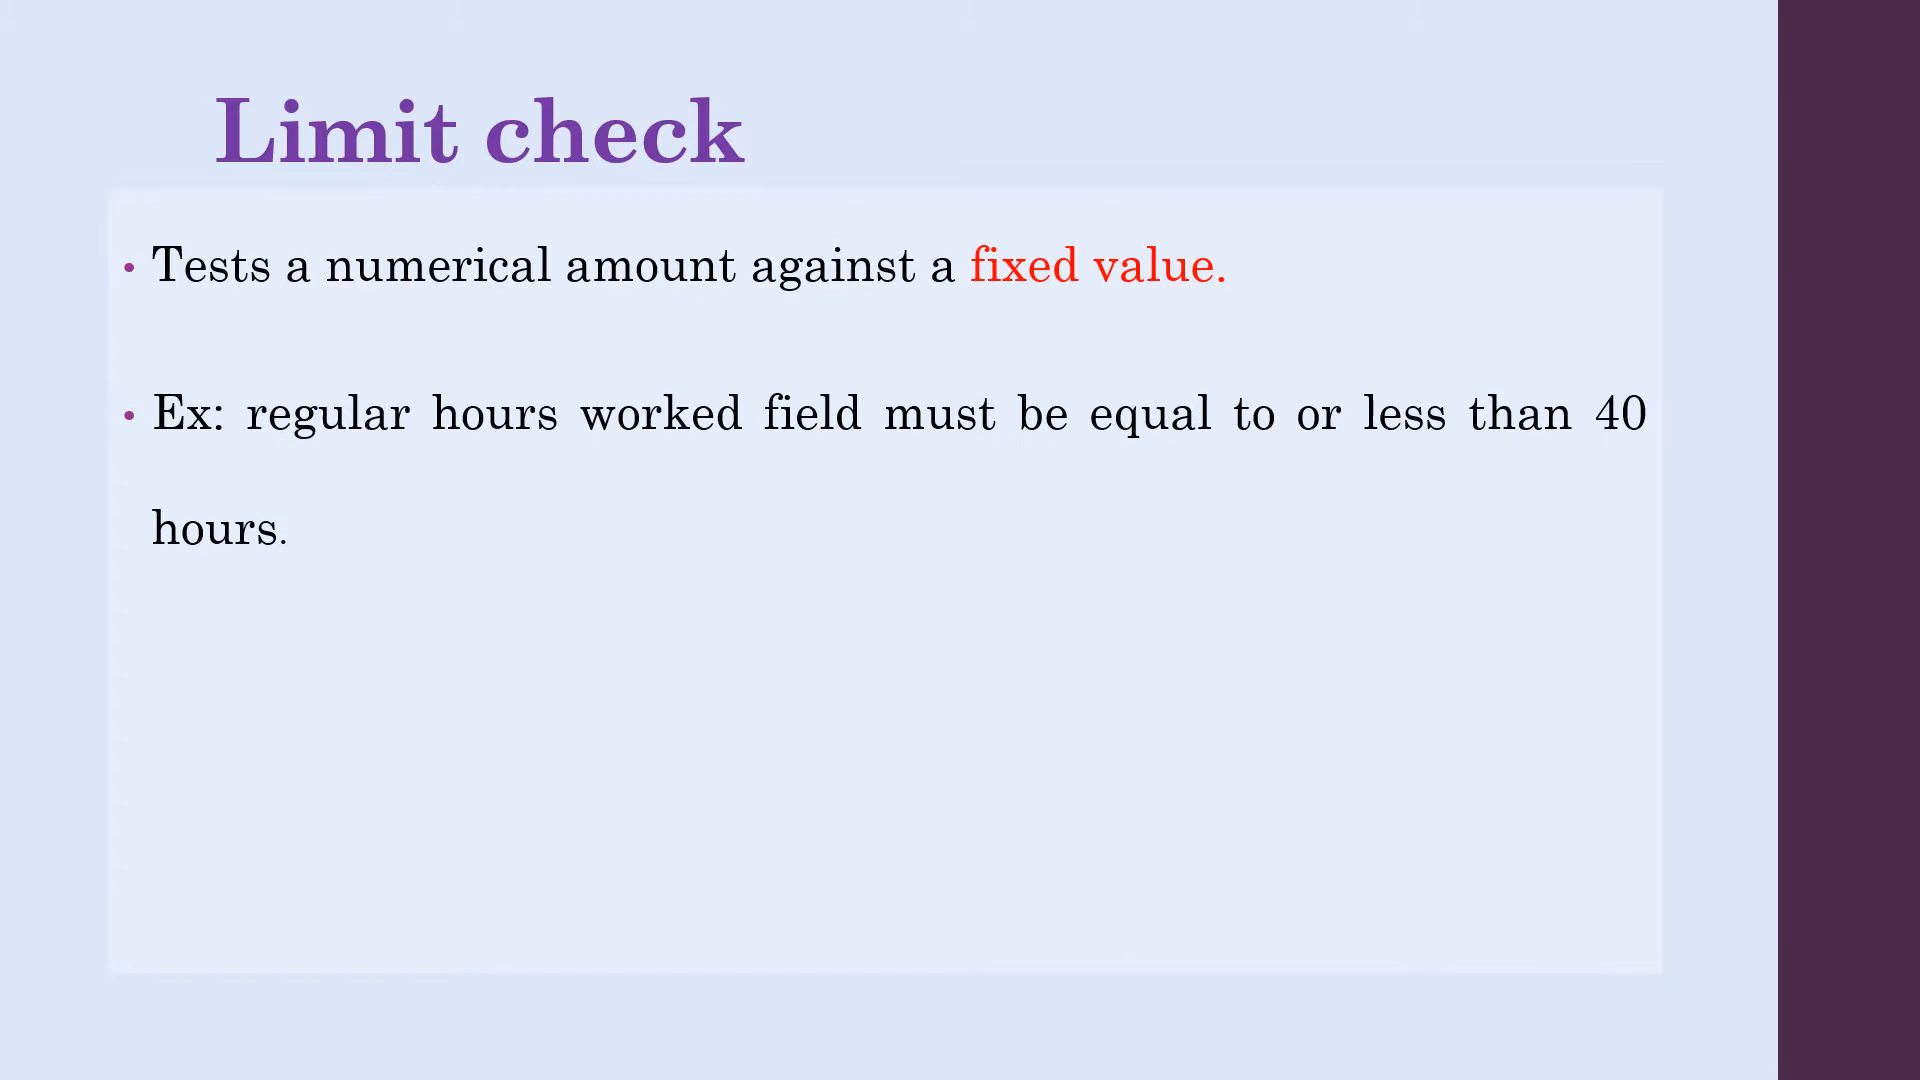 Limit check
• Tests a numerical amount against a fixed value.
• Ex: regular hours worked field must be equal to or less than 40
hours.